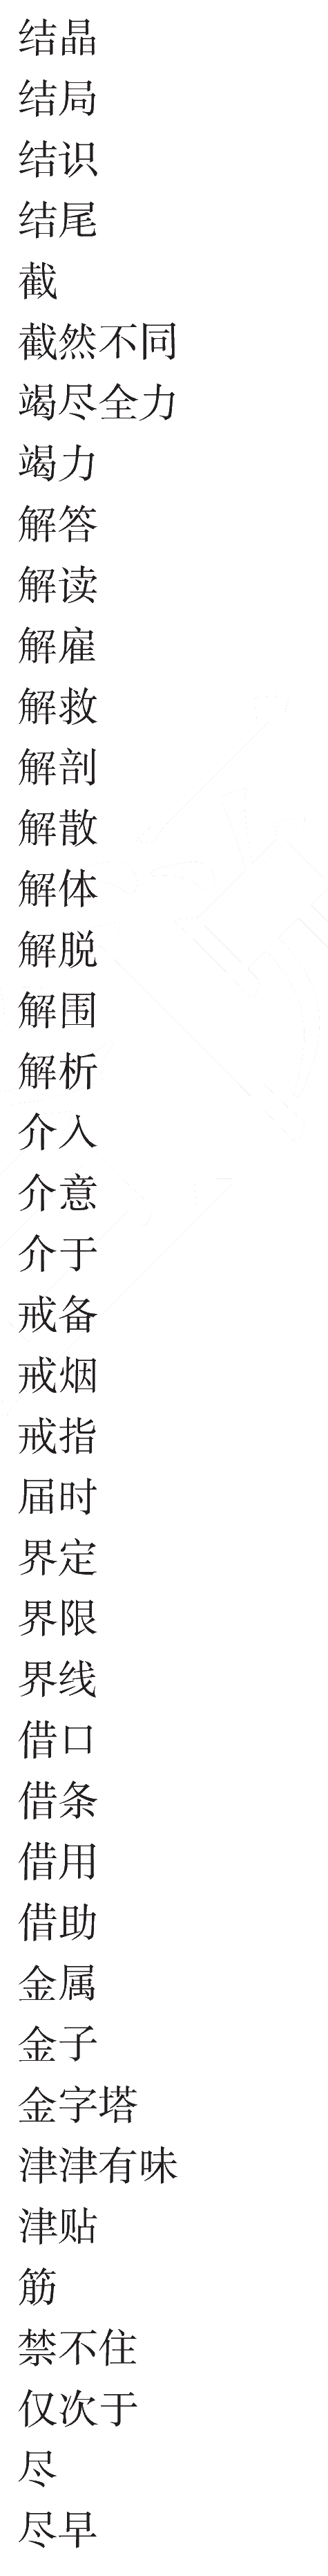 结晶
结局
结识
结尾
截
截然不同
竭尽全力
竭力
解答
解读
解雇
解救
解剖
解散
解体
解脱
解围
解析
介入
介意
介于
戒备
戒烟
戒指
届时
界定
界限
界线
借口
借条
借用
借助
金属
金子
金字塔
津津有味
津贴
筋
禁不住
仅次于
尽
尽早